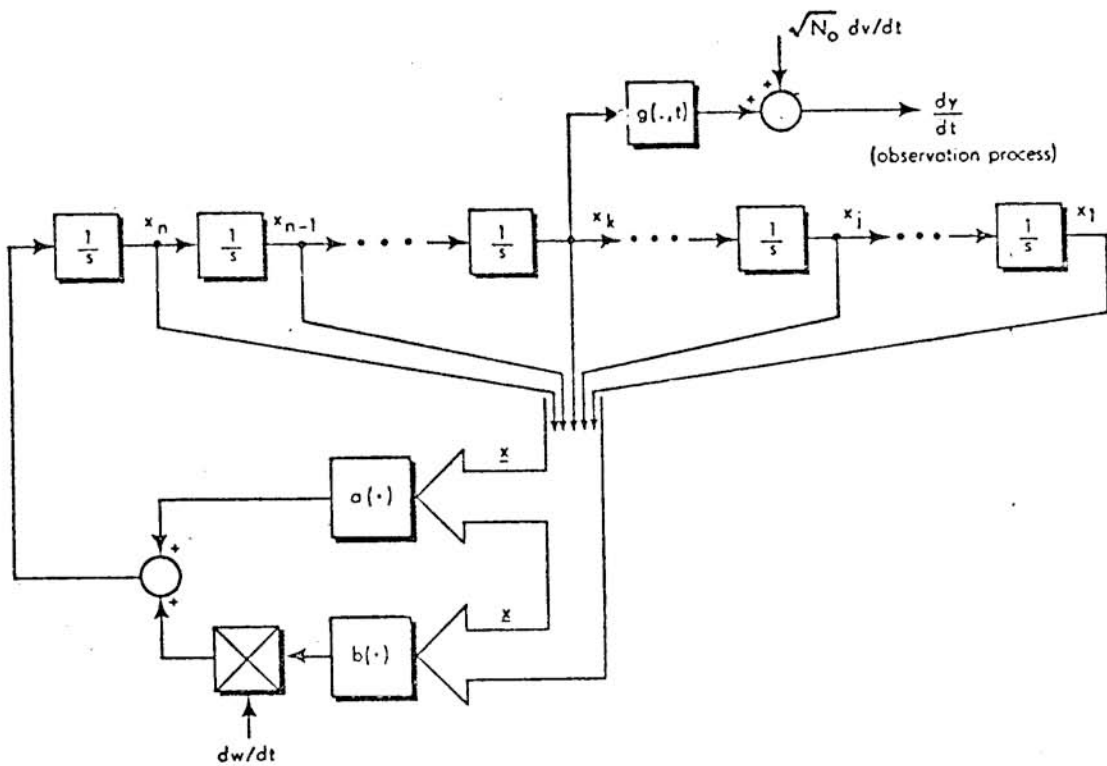 √N₀ dv/dt
+
+
g(.,t)
dy
dt
(observation process)
1
s
xn
1
s
xn-1
• • •
1
s
xk
• • •
1
s
xj
• • •
1
s
x1
x
a(·)
+
+
x
b(·)
dw/dt